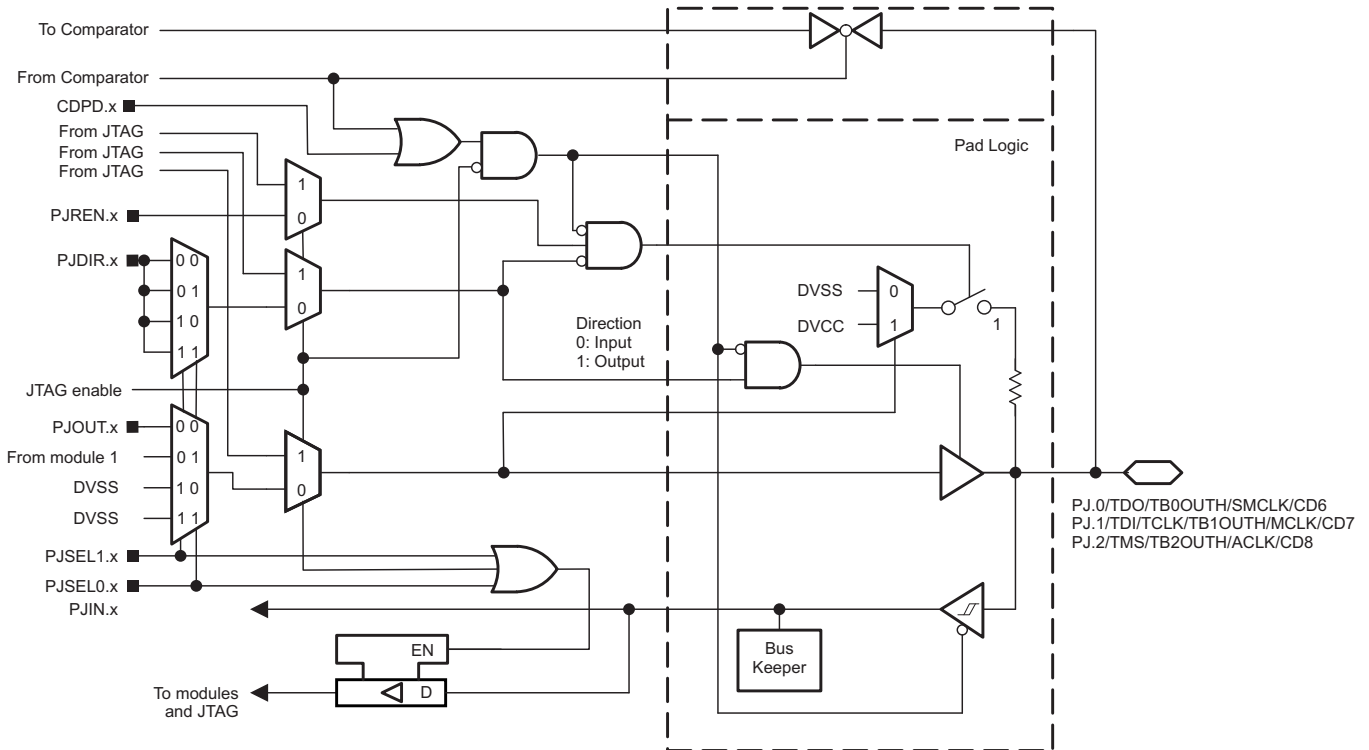 To Comparator
From Comparator
CDPD.x
From JTAG
From JTAG
From JTAG
Pad Logic
1
0
PJREN.x
PJDIR.x
0 0
0 1
1 0
1 1
1
0
DVSS
0
DVCC
1
1
Direction
0: Input
1: Output
JTAG enable
PJOUT.x
0 0
From module 1
0 1
DVSS
1 0
DVSS
1 1
1
0
PJ.0/TDO/TB0OUTH/SMCLK/CD6
PJ.1/TDI/TCLK/TB1OUTH/MCLK/CD7
PJ.2/TMS/TB2OUTH/ACLK/CD8
PJSEL1.x
PJSEL0.x
PJIN.x
EN
D
Bus
Keeper
To modules
and JTAG